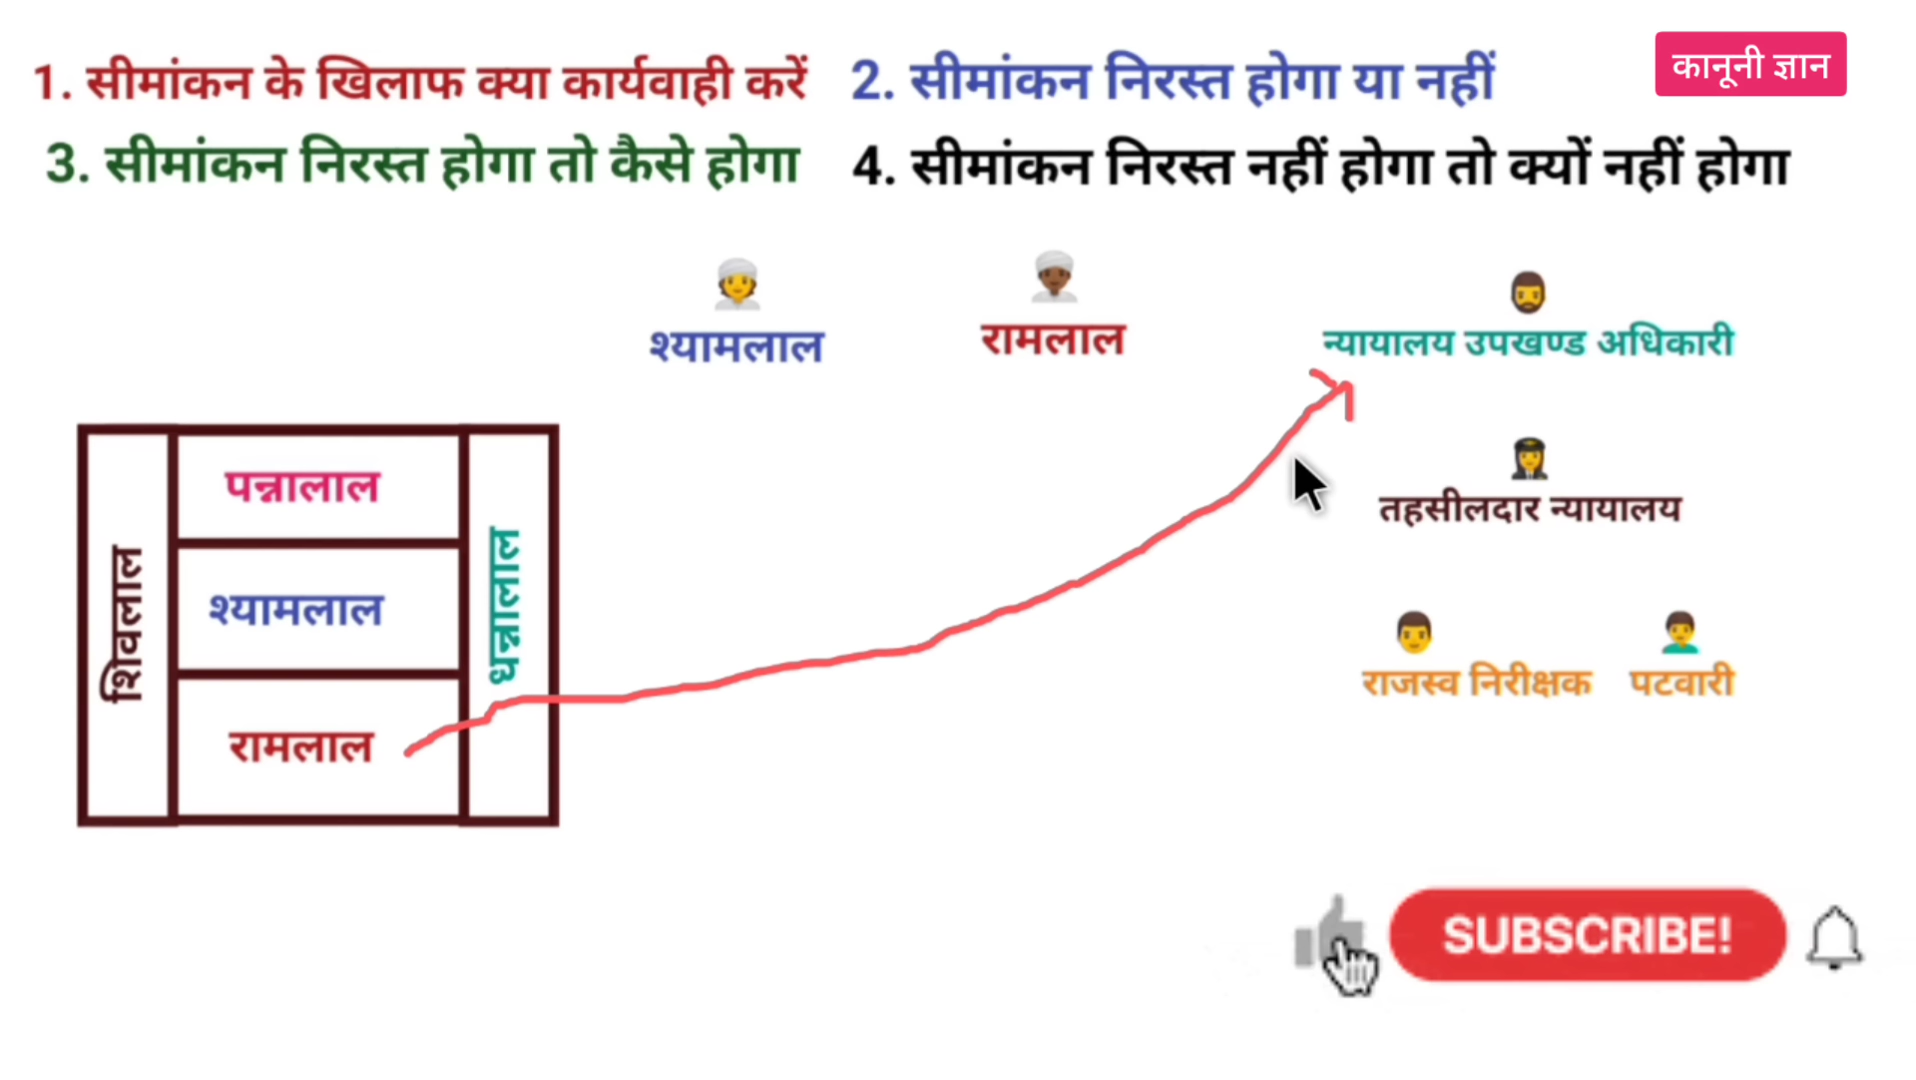 1. सीमांकन के खिलाफ क्या कार्यवाही करें
2. सीमांकन निरस्त होगा या नहीं
कानूनी ज्ञान
3. सीमांकन निरस्त होगा तो कैसे होगा
4. सीमांकन निरस्त नहीं होगा तो क्यों नहीं होगा
श्यामलाल
रामलाल
न्यायालय उपखण्ड अधिकारी
तहसीलदार न्यायालय
राजस्व निरीक्षक
पटवारी
शिवलाल
पन्नालाल
श्यामलाल
रामलाल
धन्नालाल
SUBSCRIBE!